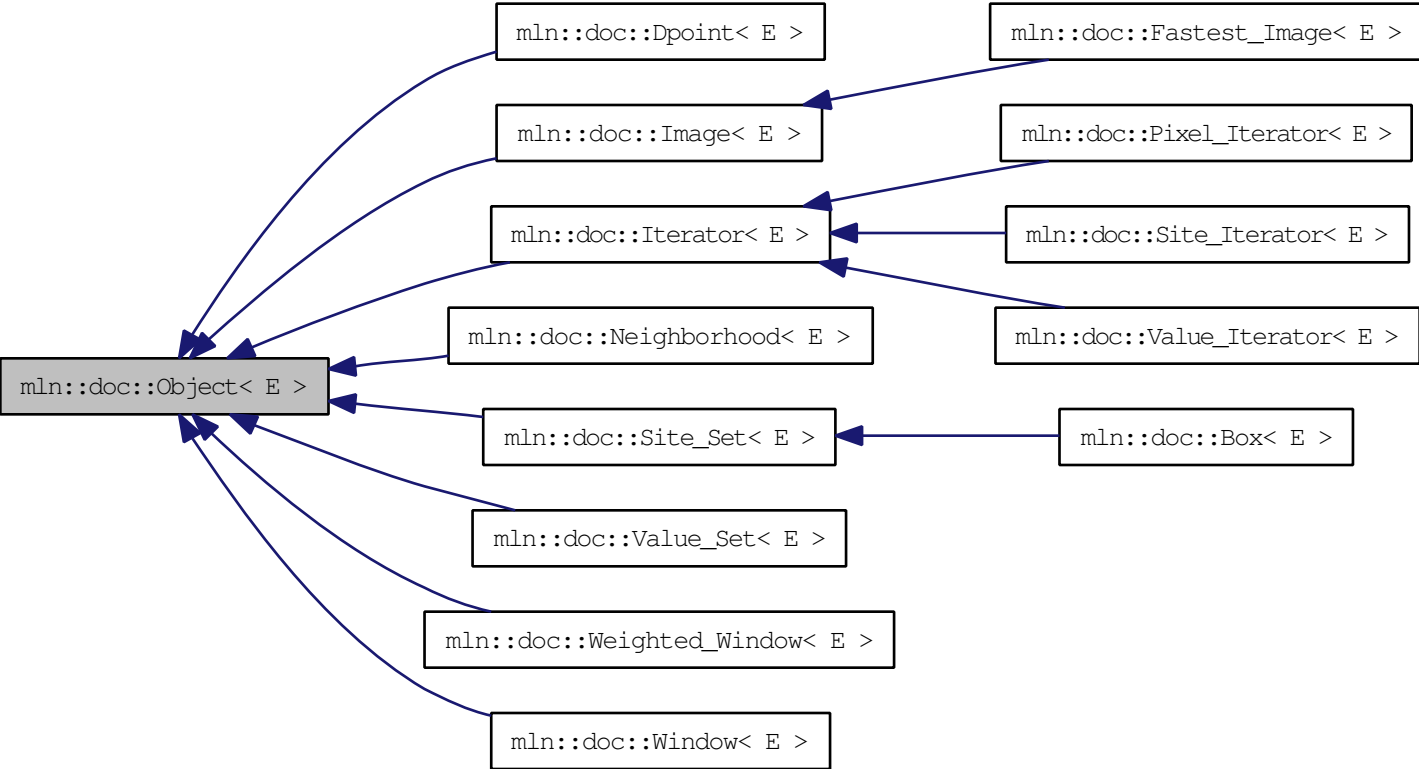 mln::doc::Dpoint< E >
mln::doc::Fastest_Image< E >
mln::doc::Image< E >
mln::doc::Pixel_Iterator< E >
mln::doc::Iterator< E >
mln::doc::Site_Iterator< E >
mln::doc::Neighborhood< E >
mln::doc::Value_Iterator< E >
mln::doc::Object< E >
mln::doc::Site_Set< E >
mln::doc::Box< E >
mln::doc::Value_Set< E >
mln::doc::Weighted_Window< E >
mln::doc::Window< E >